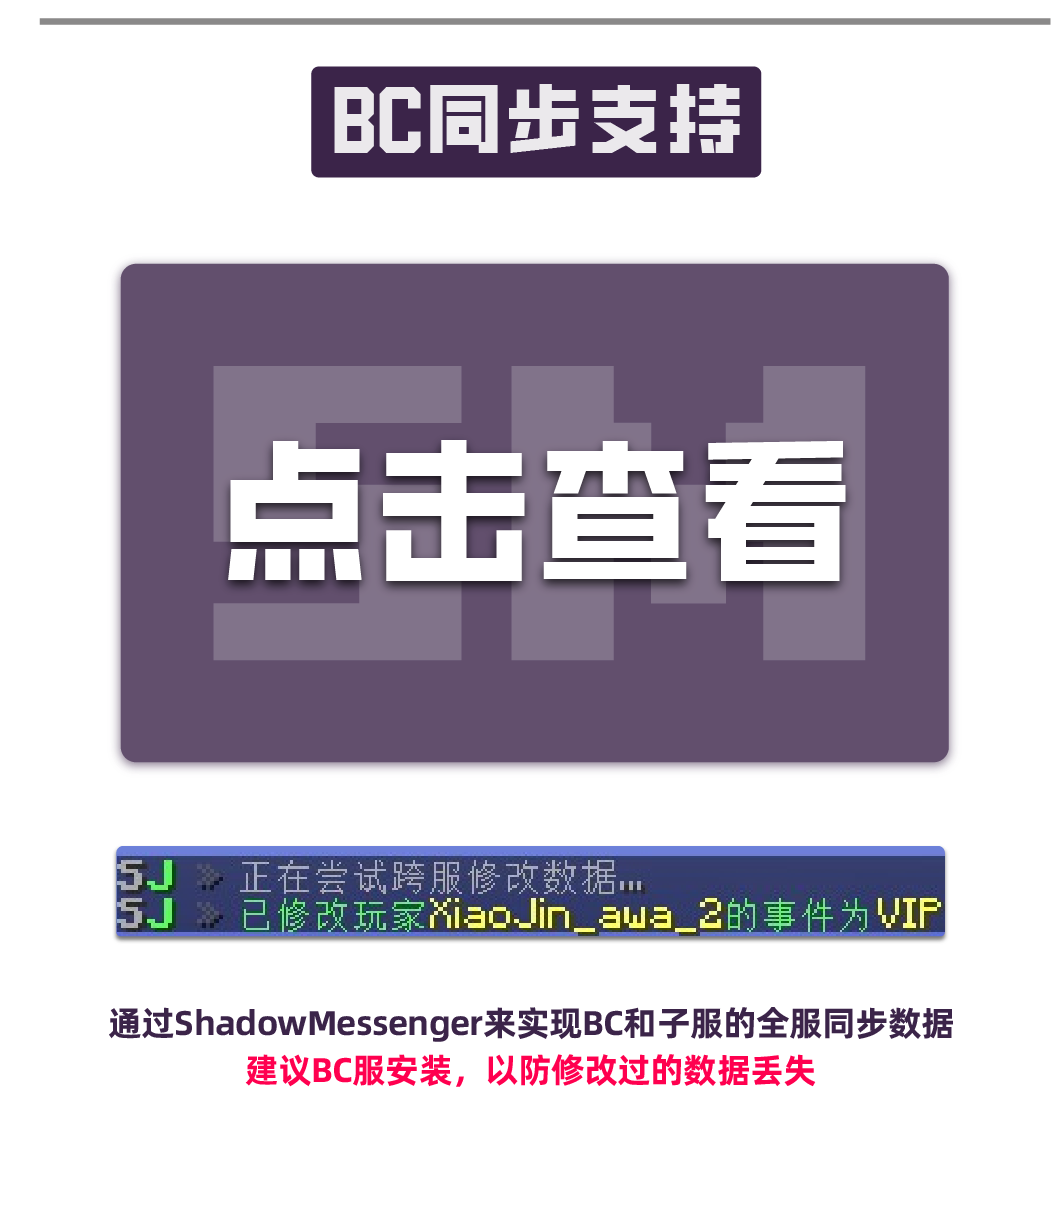 BC同步支持
SM
点击查看
SJ » 正在尝试跨服修改数据...
SJ » 已修改玩家XiaoJin_awa_2的事件为VIP
通过ShadowMessenger来实现BC和子服的全服同步数据
建议BC服安装，以防修改过的数据丢失